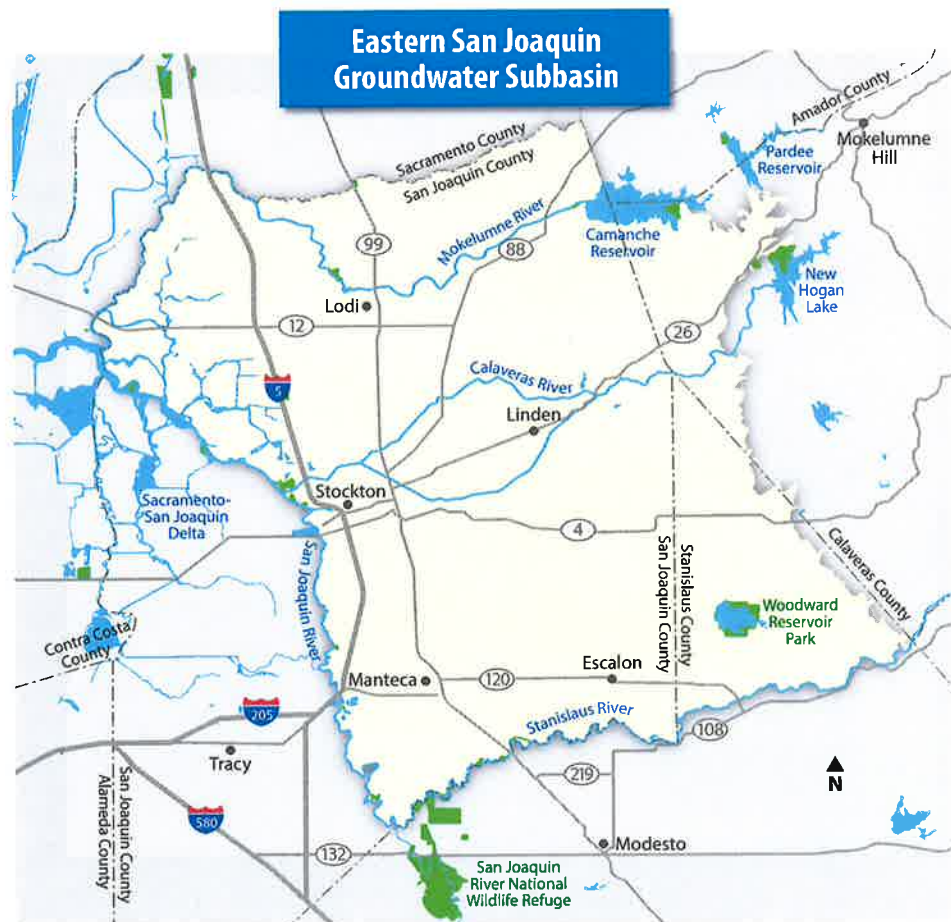 Eastern San Joaquin
Groundwater Subbasin
Sacramento County
San Joaquin County
Amador County
Mokelumne
Hill
Pardee
Reservoir
Mokelumne River
Camanche
Reservoir
99
88
New
Hogan
Lake
Lodi
12
26
5
Calaveras River
Linden
Stockton
Sacramento-
San Joaquin
Delta
4
San Joaquin River
Stanislaus County
San Joaquin County
Calaveras County
Woodward
Reservoir
Park
Contra Costa
County
Manteca
120
Escalon
205
Stanislaus River
108
Tracy
219
N
San Joaquin County
Alameda County
580
132
Modesto
San Joaquin
River National
Wildlife Refuge